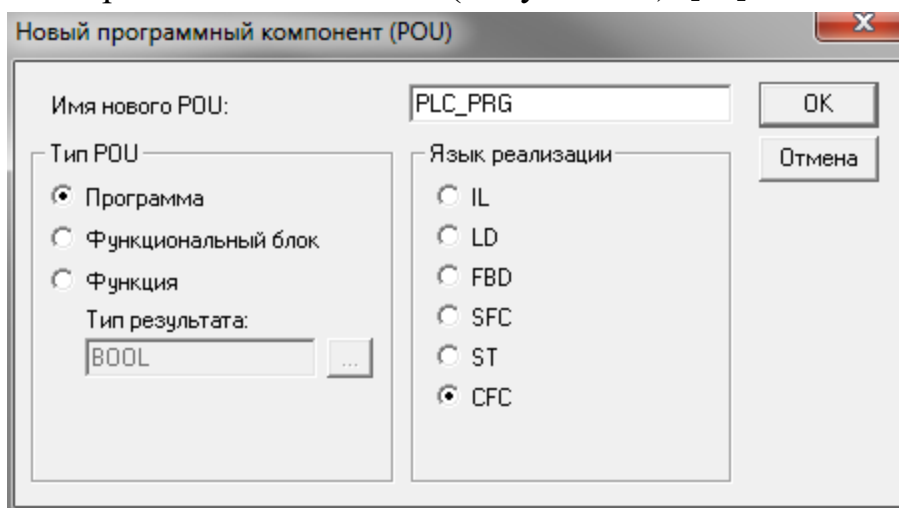 Новый программный компонент (POU)
Имя нового POU:
PLC_PRG
OK
Отмена
Тип POU
Программа
Функциональный блок
Функция
Тип результата:
BOOL
...
Язык реализации
IL
LD
FBD
SFC
ST
CFC